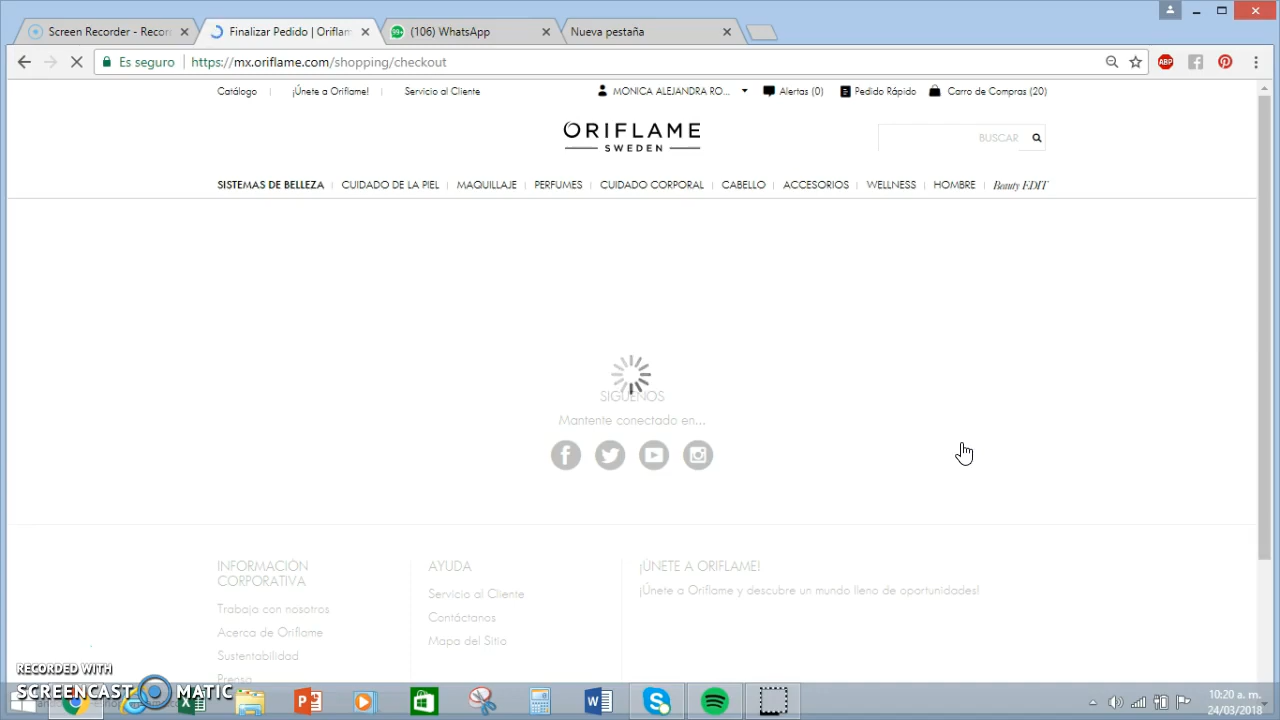 Screen Recorder - Recor
Finalizar Pedido | Oriflam
99+
(106) WhatsApp
Nueva pestaña
Es seguro
https://mx.oriflame.com/shopping/checkout
ABP
Catálogo
¡Únete a Oriflame!
Servicio al Cliente
MONICA ALEJANDRA RO...
Alertas (0)
Pedido Rápido
Carro de Compras (20)
ORIFLAME
SWEDEN
BUSCAR
SISTEMAS DE BELLEZA
CUIDADO DE LA PIEL
MAQUILLAJE
PERFUMES
CUIDADO CORPORAL
CABELLO
ACCESORIOS
WELLNESS
HOMBRE
Beauty EDIT
SÍGUENOS
Mantente conectado en...
INFORMACIÓN
CORPORATIVA
Trabaja con nosotros
Acerca de Oriflame
Sustentabilidad
Prensa
AYUDA
Servicio al Cliente
Contáctanos
Mapa del Sitio
¡ÚNETE A ORIFLAME!
¡Únete a Oriflame y descubre un mundo lleno de oportunidades!
RECORDED WITH
SCREENCAST MATIC
10:20 a. m.
24/03/2018